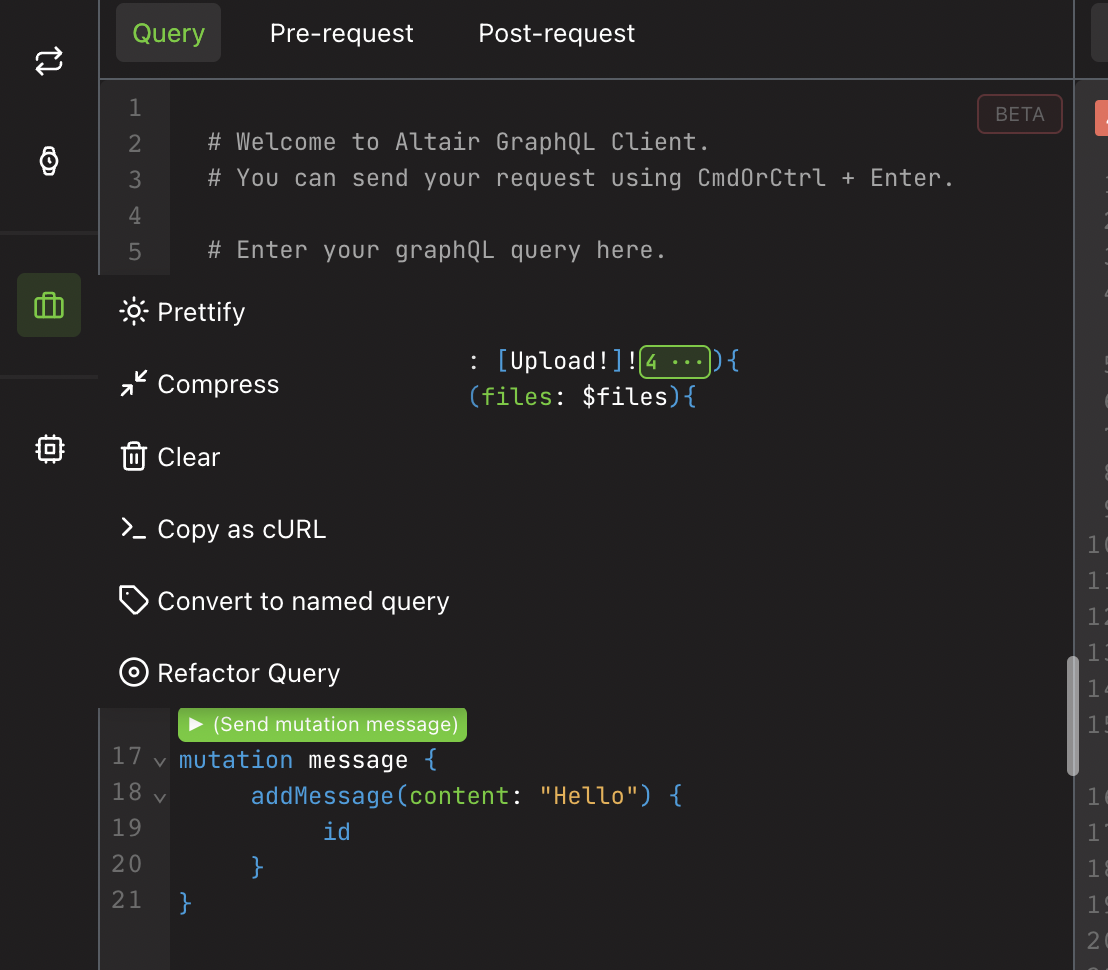 Query Pre-request Post-request
BETA
1
2 # Welcome to Altair GraphQL Client.
3 # You can send your request using CmdOrCtrl + Enter.
4
5 # Enter your graphQL query here.
Prettify
: [Upload!]!4 ···){
Compress
(files: $files){
Clear
Copy as cURL
Convert to named query
Refactor Query
▶ (Send mutation message)
17 mutation message {
18 addMessage(content: "Hello") {
19 id
20 }
21 }